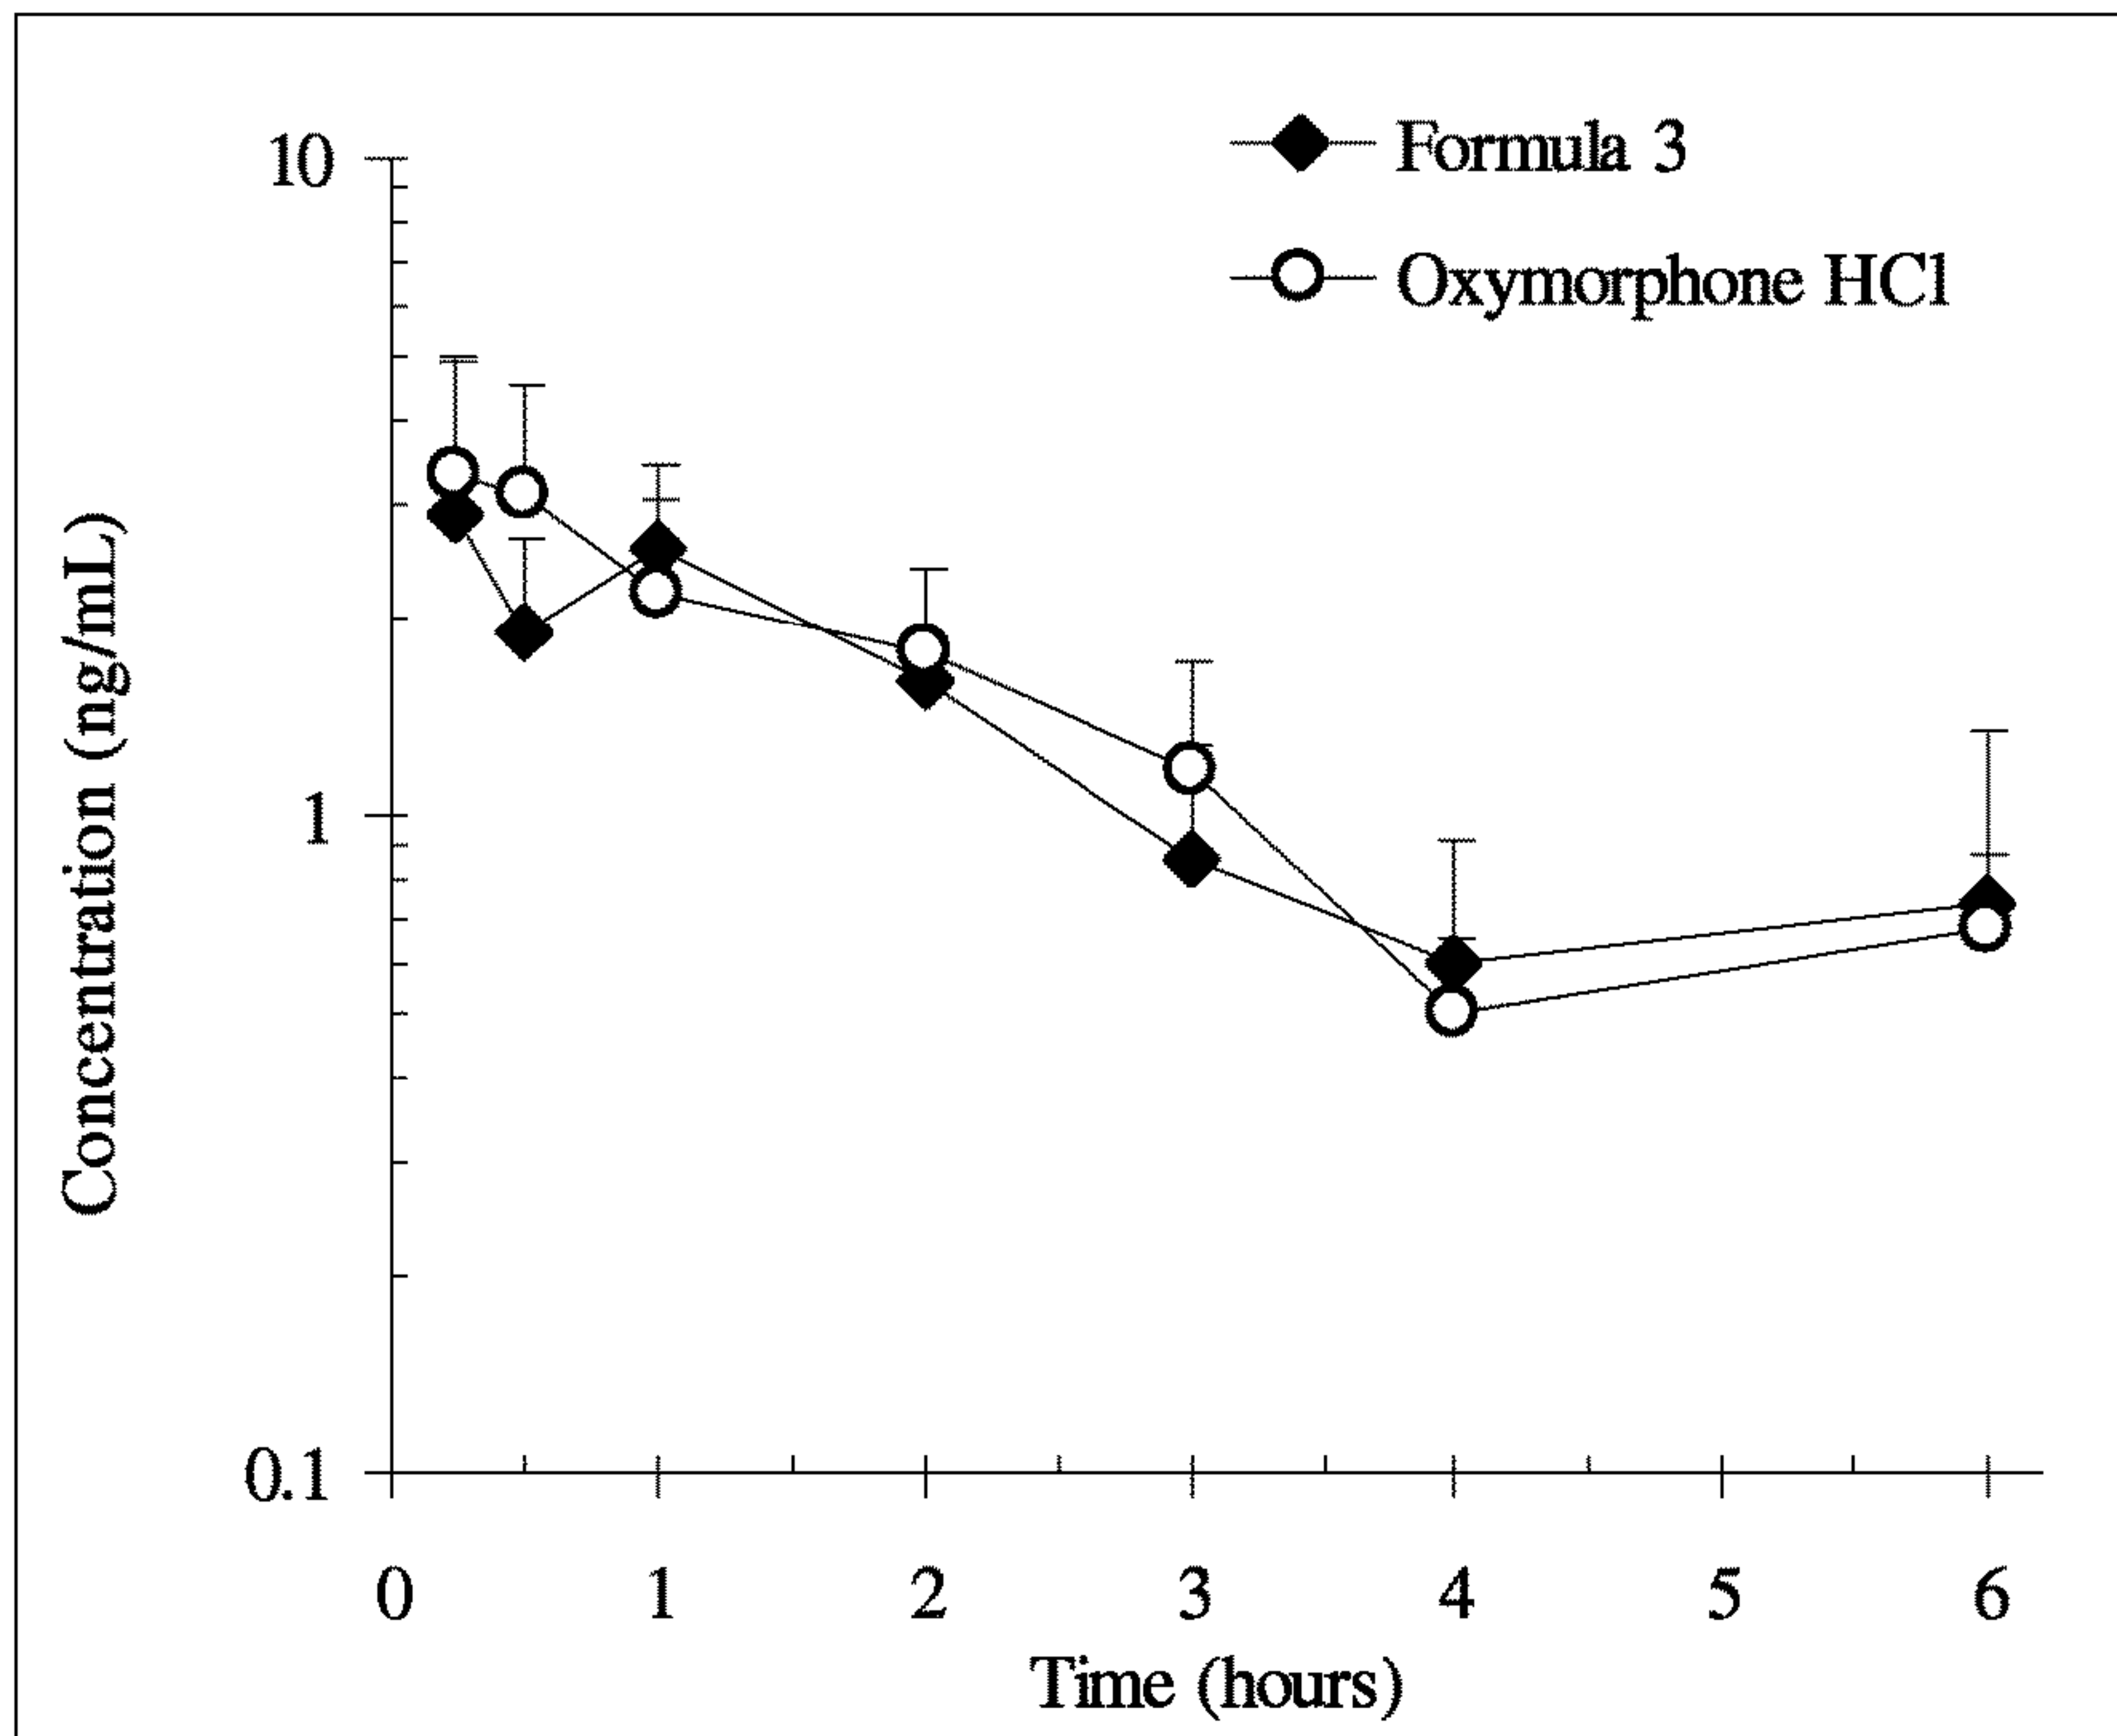 Formula 3
Oxymorphone HCl
10
1
0.1
Concentration (ng/mL)
0 1 2 3 4 5 6
Time (hours)